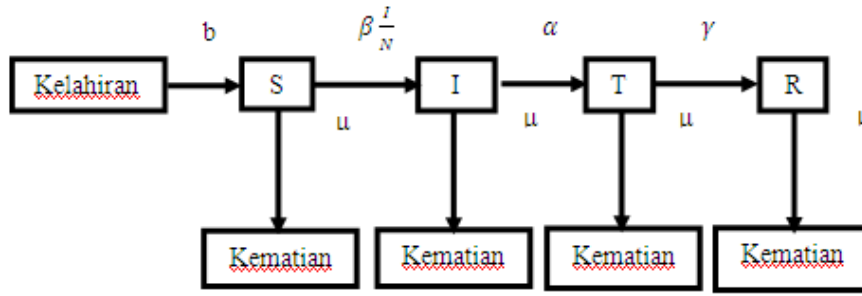 b β I/N α γ
Kelahiran S I T R
μ μ μ μ
Kematian Kematian Kematian Kematian